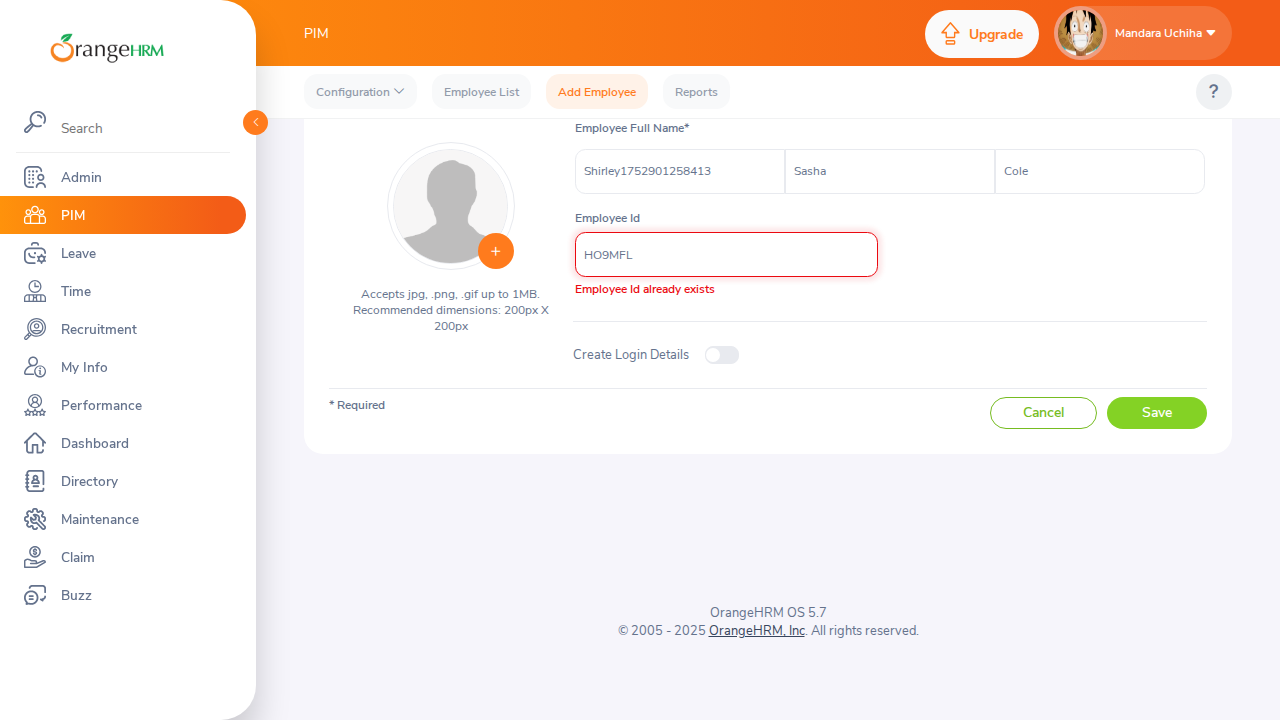 OrangeHRM
Search
Admin
PIM
Leave
Time
Recruitment
My Info
Performance
Dashboard
Directory
Maintenance
Claim
Buzz
PIM
Upgrade
Mandara Uchiha
Configuration
Employee List
Add Employee
Reports
?
+
Accepts jpg, .png, .gif up to 1MB.
Recommended dimensions: 200px X
200px
Employee Full Name*
Shirley1752901258413
Sasha
Cole
Employee Id
HO9MFL
Employee Id already exists
Create Login Details
* Required
Cancel
Save
OrangeHRM OS 5.7
© 2005 - 2025 OrangeHRM, Inc. All rights reserved.